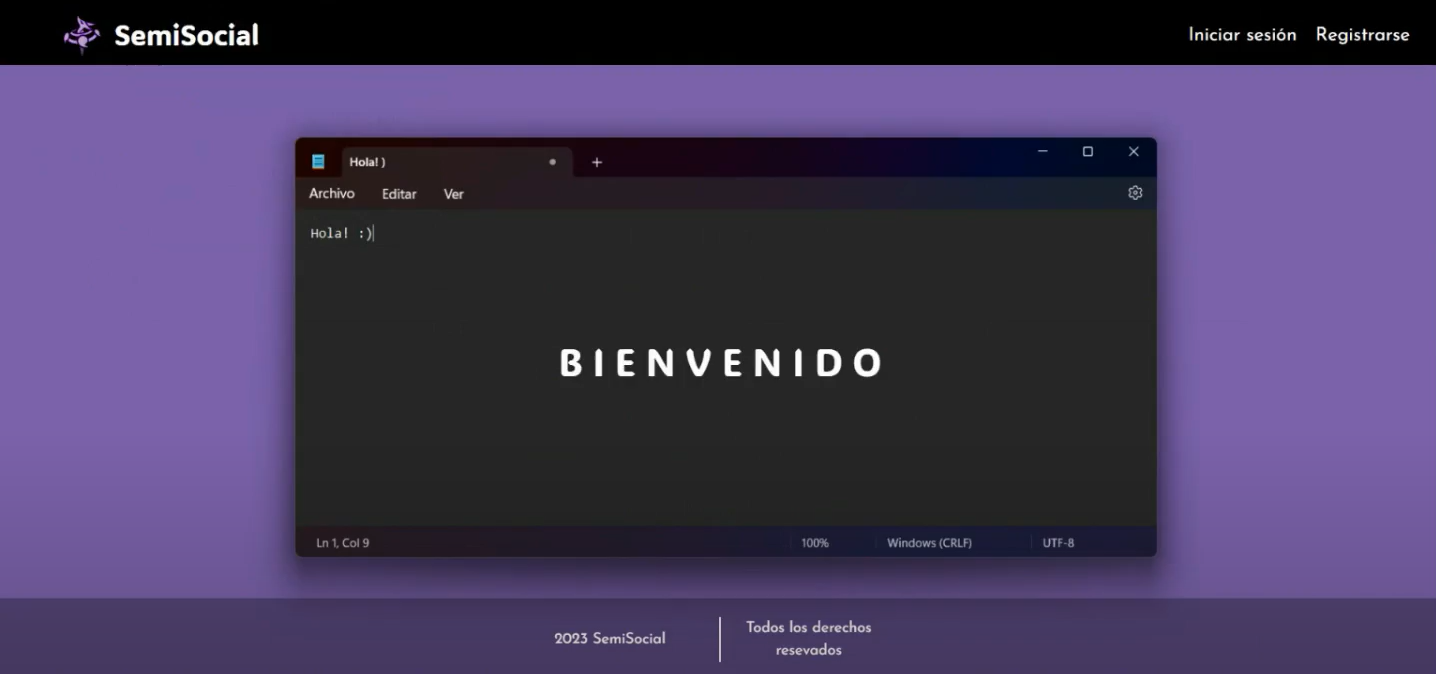 SemiSocial
Iniciar sesión Registrarse
Hola! )
Archivo Editar Ver
Hola! :)
BIENVENIDO
Ln 1, Col 9 100% Windows (CRLF) UTF-8
2023 SemiSocial
Todos los derechos
resevados